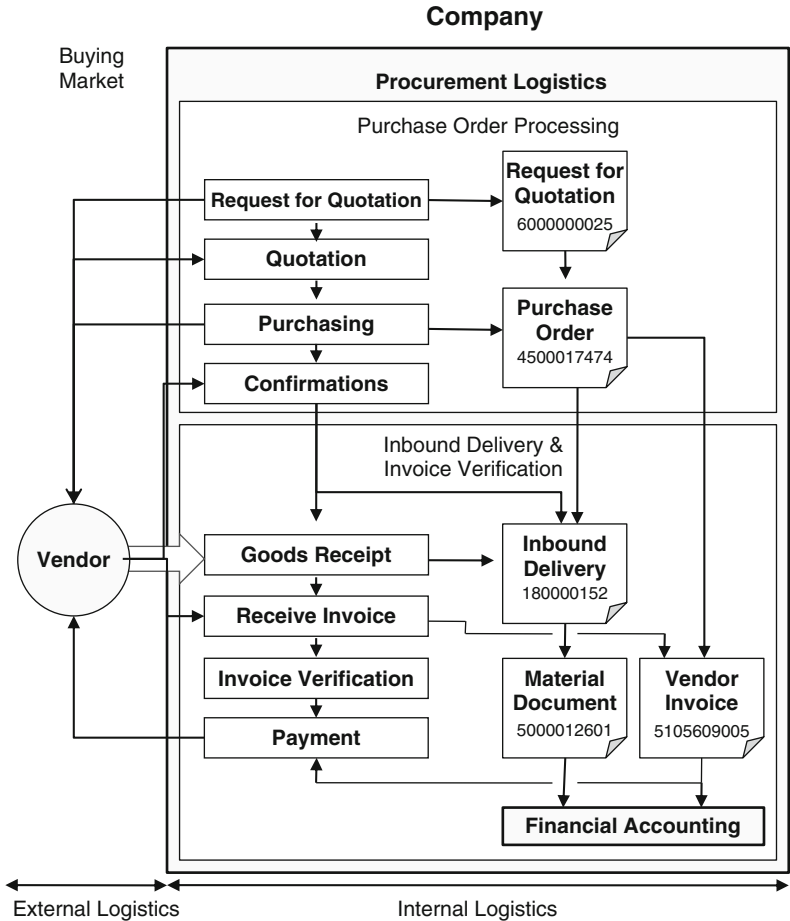 Company
Buying
Market
Procurement Logistics
Purchase Order Processing
Request for Quotation
Request for
Quotation
6000000025
Quotation
Purchasing
Purchase
Order
4500017474
Confirmations
Inbound Delivery &
Invoice Verification
Vendor
Goods Receipt
Inbound
Delivery
180000152
Receive Invoice
Invoice Verification
Material
Document
5000012601
Vendor
Invoice
5105609005
Payment
Financial Accounting
External Logistics
Internal Logistics